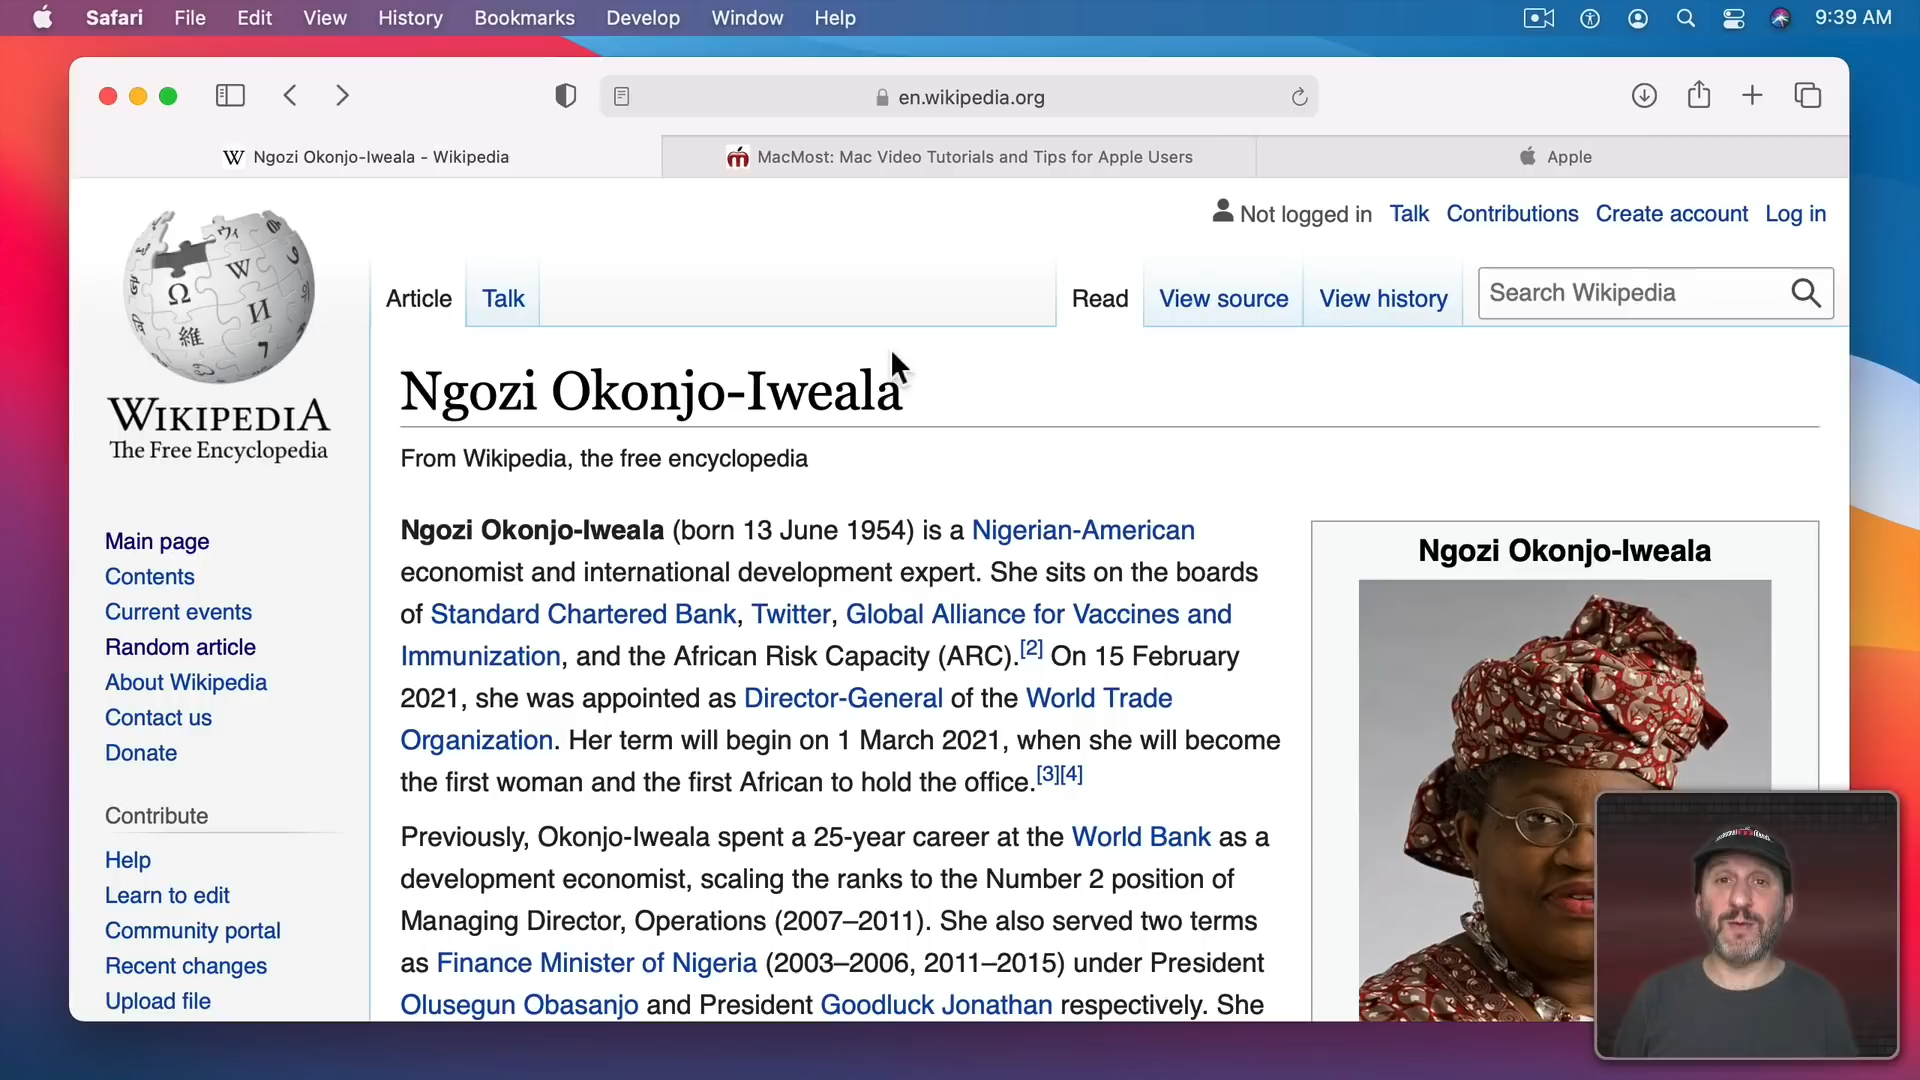 Safari File Edit View History Bookmarks Develop Window Help 9:39 AM
en.wikipedia.org
Ngozi Okonjo-Iweala - Wikipedia
MacMost: Mac Video Tutorials and Tips for Apple Users
Apple
Not logged in Talk Contributions Create account Log in
Article Talk Read View source View history Search Wikipedia
WIKIPEDIA
The Free Encyclopedia
Main page
Contents
Current events
Random article
About Wikipedia
Contact us
Donate
Contribute
Help
Learn to edit
Community portal
Recent changes
Upload file
Ngozi Okonjo-Iweala
From Wikipedia, the free encyclopedia
Ngozi Okonjo-Iweala (born 13 June 1954) is a Nigerian-American
economist and international development expert. She sits on the boards
of Standard Chartered Bank, Twitter, Global Alliance for Vaccines and
Immunization, and the African Risk Capacity (ARC).[2] On 15 February
2021, she was appointed as Director-General of the World Trade
Organization. Her term will begin on 1 March 2021, when she will become
the first woman and the first African to hold the office.[3][4]
Previously, Okonjo-Iweala spent a 25-year career at the World Bank as a
development economist, scaling the ranks to the Number 2 position of
Managing Director, Operations (2007–2011). She also served two terms
as Finance Minister of Nigeria (2003–2006, 2011–2015) under President
Olusegun Obasanjo and President Goodluck Jonathan respectively. She
Ngozi Okonjo-Iweala